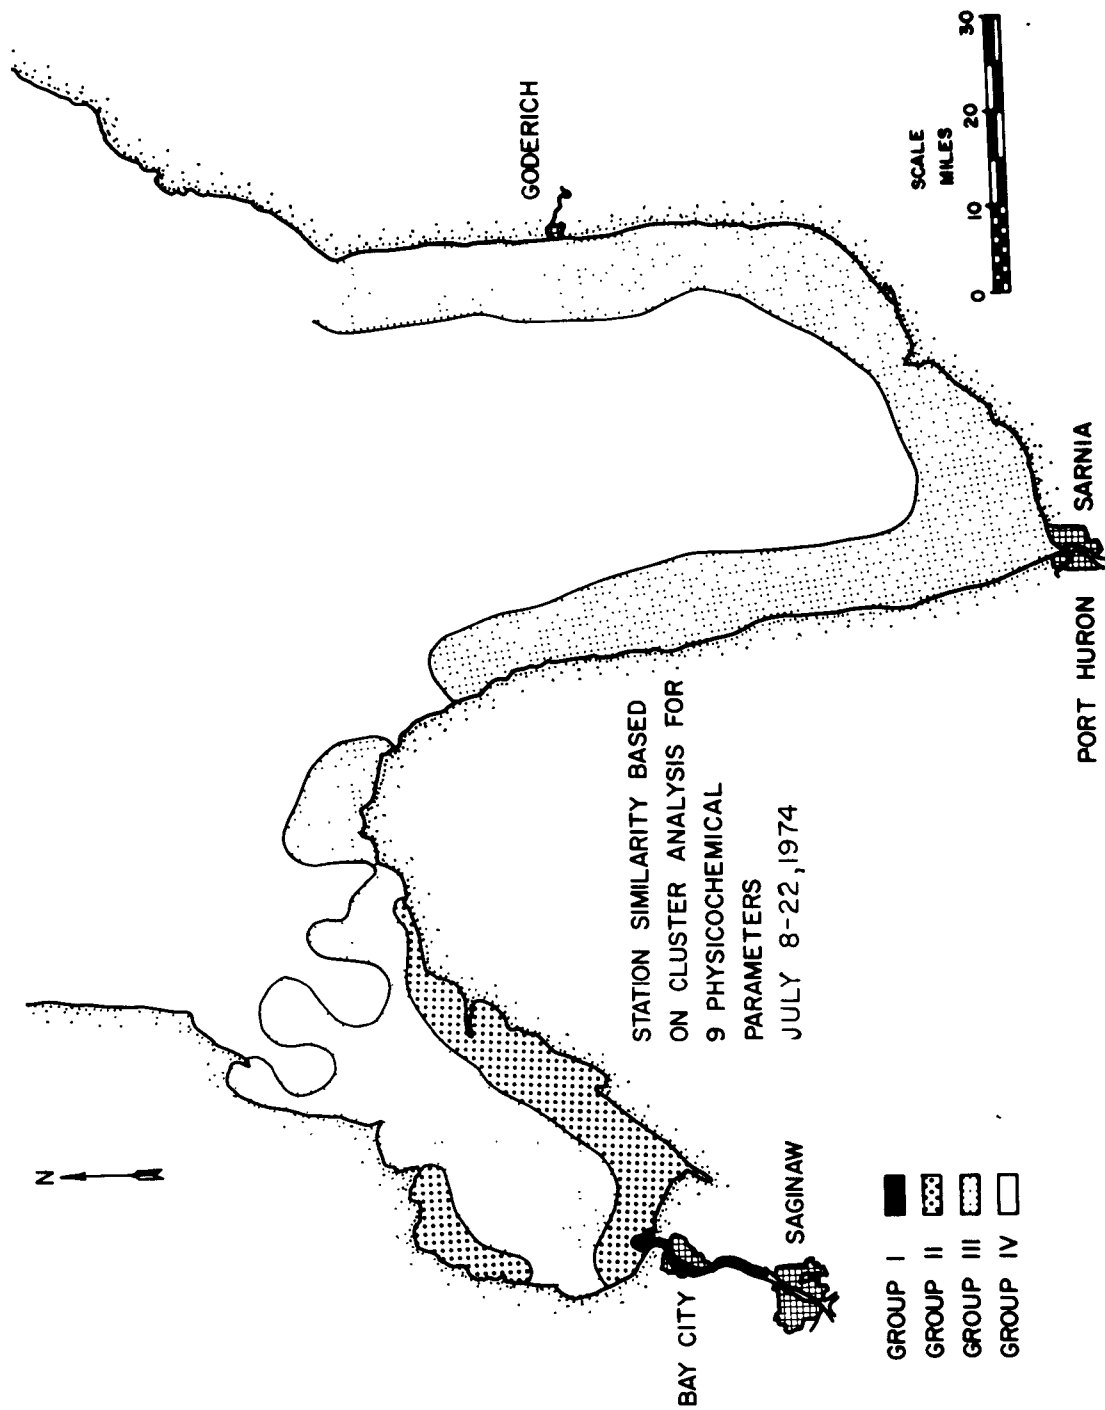 N
GODERICH
SCALE
MILES
0 10 20 30
STATION SIMILARITY BASED
ON CLUSTER ANALYSIS FOR
9 PHYSICOCHEMICAL
PARAMETERS
JULY 8-22, 1974
SAGINAW
BAY CITY
PORT HURON
SARNIA
GROUP I
GROUP II
GROUP III
GROUP IV